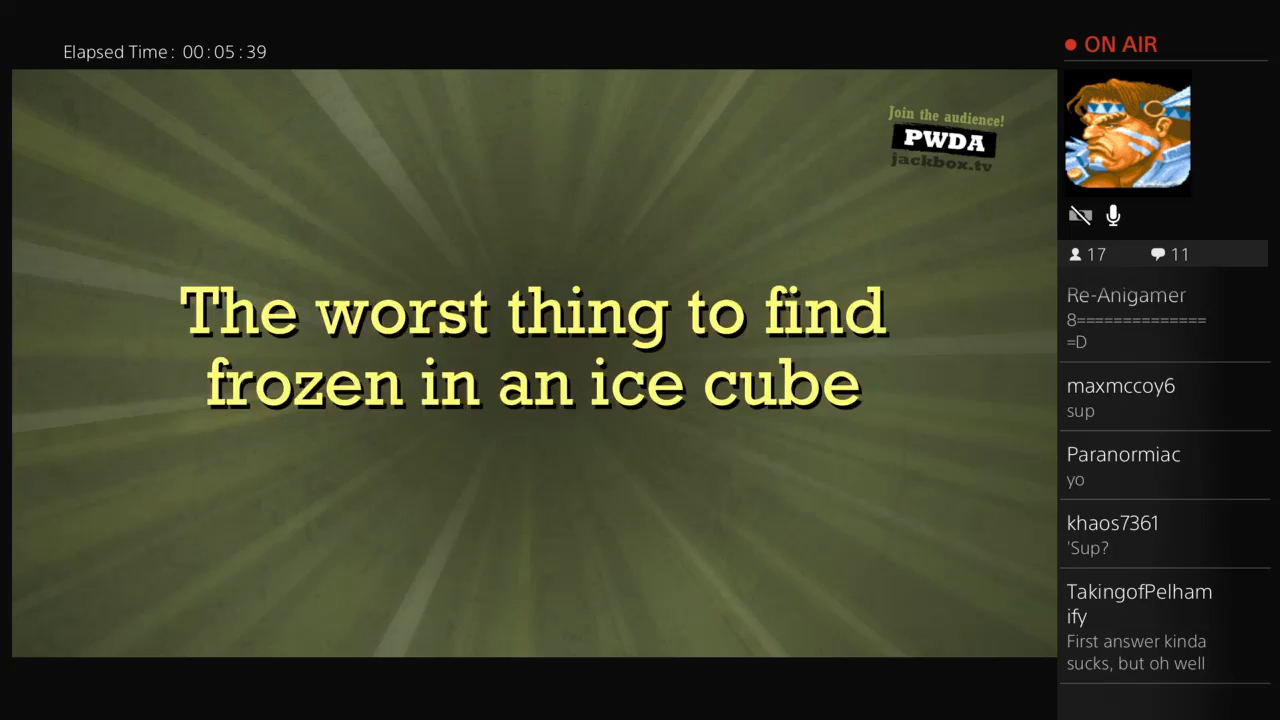 Elapsed Time: 00:05:39
ON AIR
Join the audience!
PWDA
jackbox.tv
The worst thing to find
frozen in an ice cube
17 11
Re-Anigamer
8==============
=D
maxmccoy6
sup
Paranormiac
yo
khaos7361
'Sup?
TakingofPelham
ify
First answer kinda
sucks, but oh well